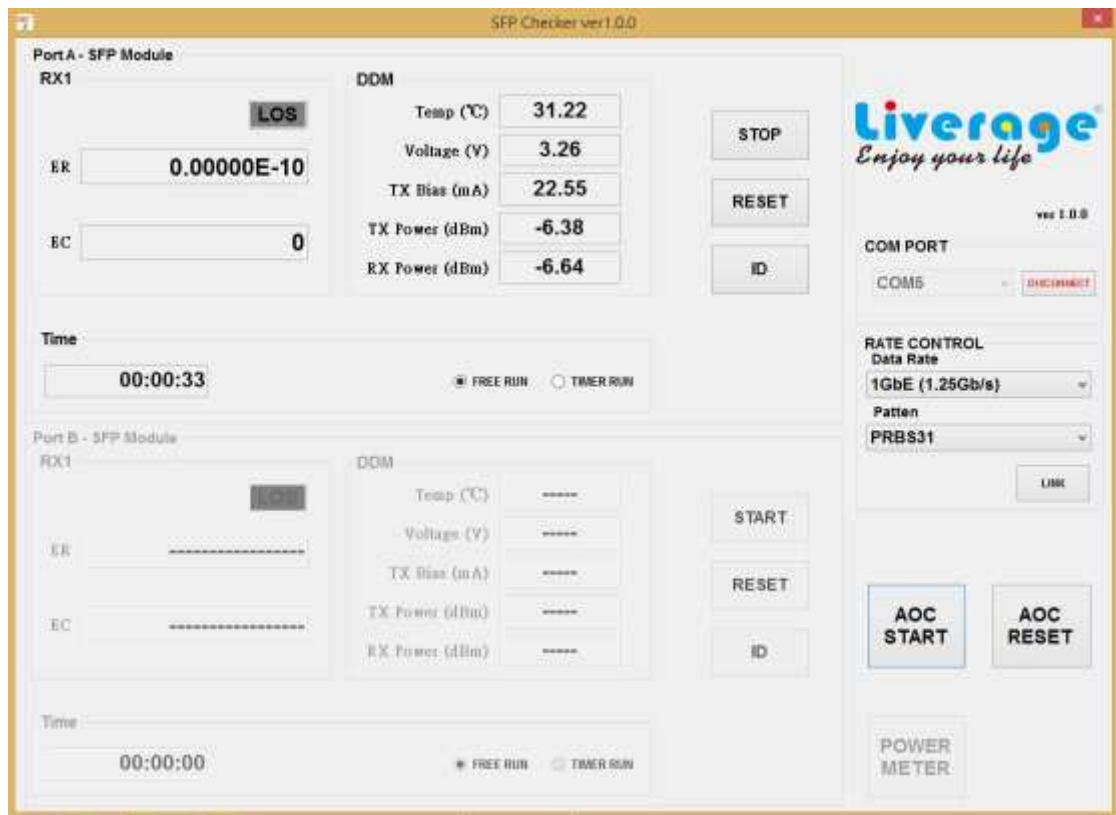 SFP Checker ver1.0.0
Port A - SFP Module
RX1
LOS
ER 0.00000E-10
EC 0
DDM
Temp (℃) 31.22
Voltage (V) 3.26
TX Bias (mA) 22.55
TX Power (dBm) -6.38
RX Power (dBm) -6.64
STOP
RESET
ID
Time
00:00:33
FREE RUN TIMER RUN
Port B - SFP Module
RX1
LOS
ER -----------------
EC -----------------
DDM
Temp (℃) -----
Voltage (V) -----
TX Bias (mA) -----
TX Power (dBm) -----
RX Power (dBm) -----
START
RESET
ID
Time
00:00:00
FREE RUN TIMER RUN
Liverage
Enjoy your life
ver 1.0.0
COM PORT
COM5 DISCONNECT
RATE CONTROL
Data Rate
1GbE (1.25Gb/s)
Patten
PRBS31
LINK
AOC START
AOC RESET
POWER METER